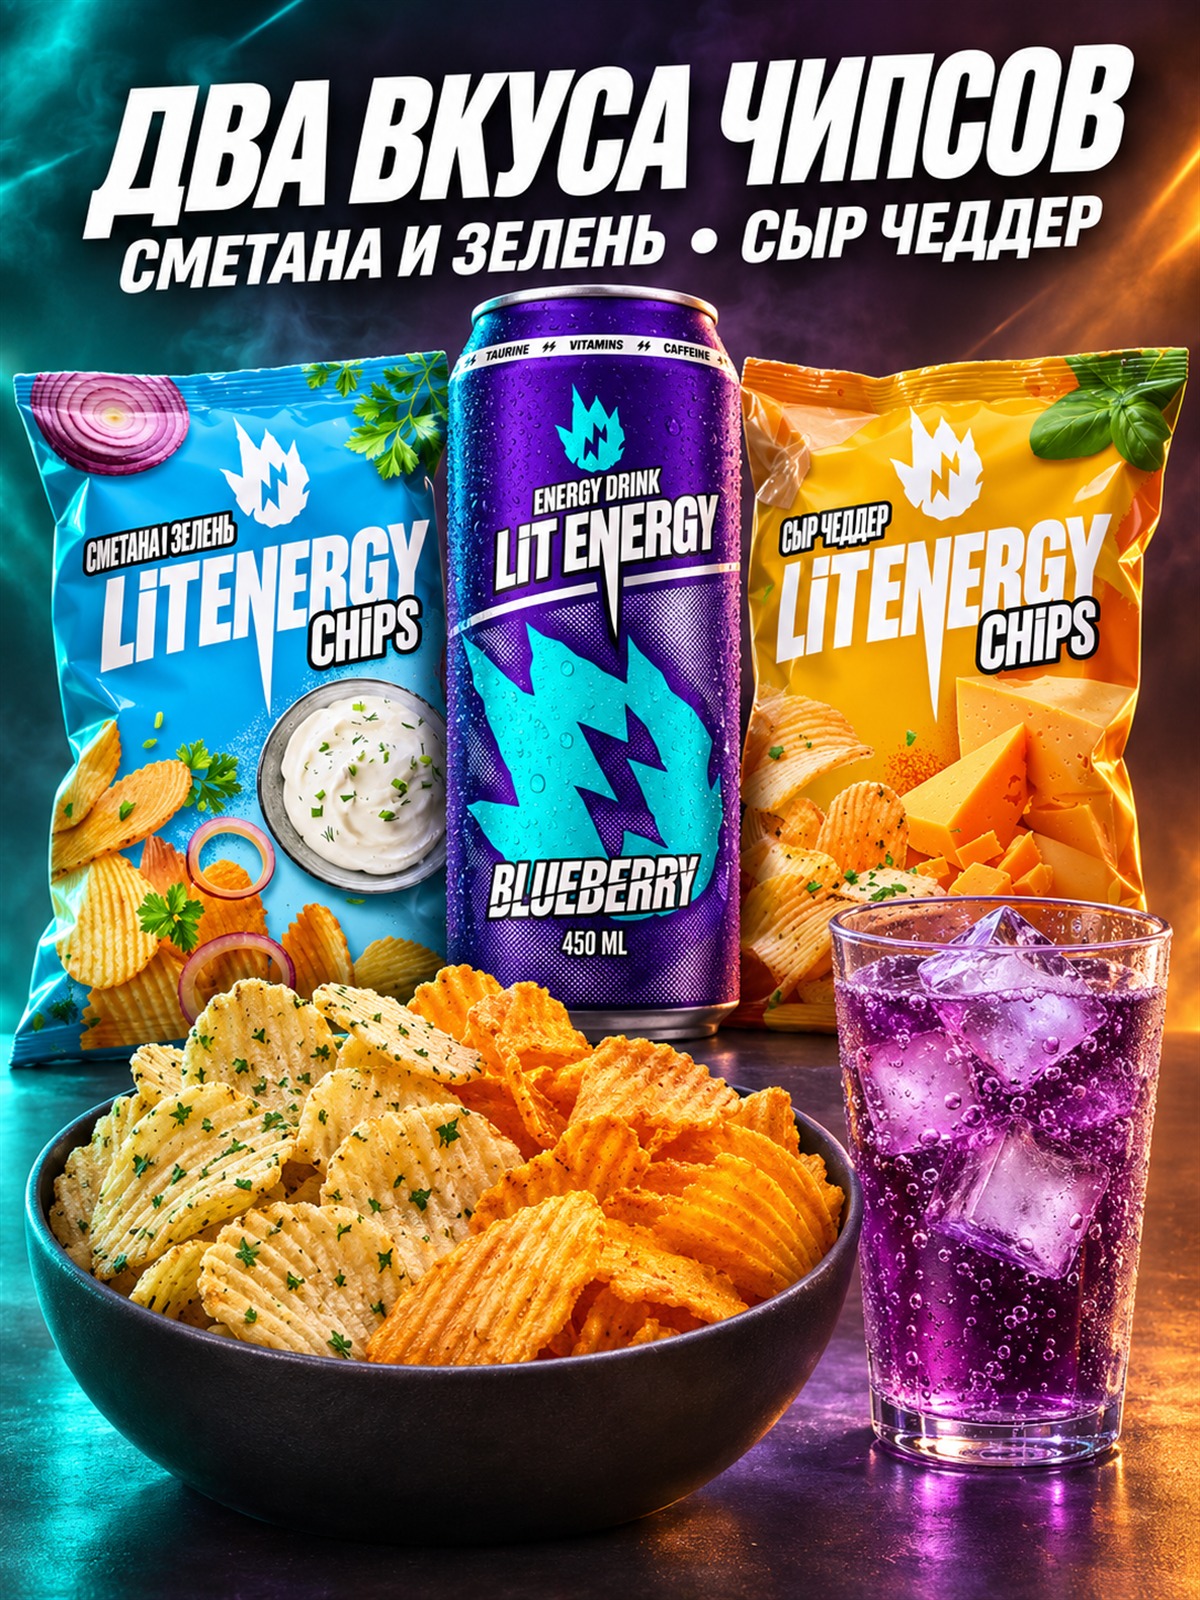 ДВА ВКУСА ЧИПСОВ
СМЕТАНА И ЗЕЛЕНЬ • СЫР ЧЕДДЕР
TAURINE VITAMINS CAFFEINE
ENERGY DRINK
LiT ENERGY
BLUEBERRY
450 ML
СМЕТАНА I ЗЕЛЕНЬ
LiTENERGY
CHiPS
СЫР ЧЕДДЕР
LiTENERGY
CHiPS